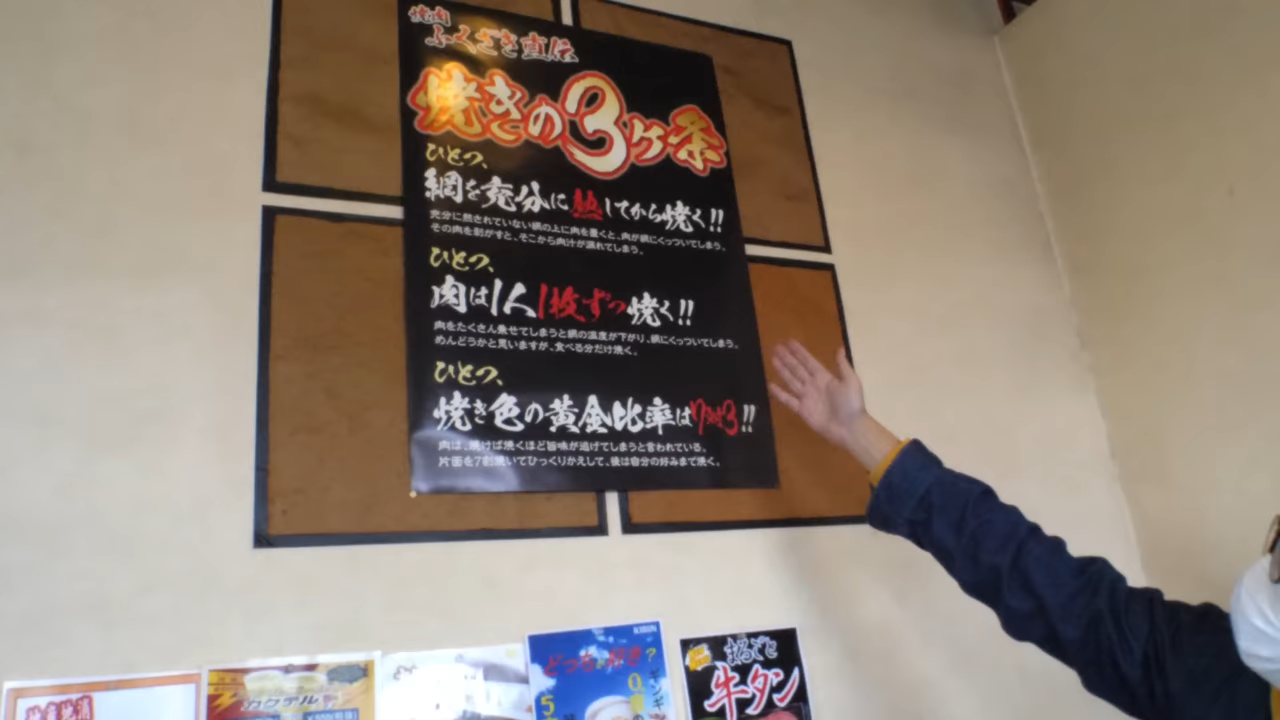 焼肉
ふくざき直伝
焼きの3ケ条
ひとつ、
網を充分に熱してから焼く!!
充分に熱されていない網の上に肉を置くと、肉が網にくっついてしまう。
その肉を剥がすと、そこから肉汁が溢れてしまう。
ひとつ、
肉は1人1枚ずつ焼く!!
肉をたくさん乗せてしまうと網の温度が下がり、網にくっついてしまう。
めんどうかと思いますが、食べる分だけ焼く。
ひとつ、
焼き色の黄金比率は7対3!!
肉は、焼けば焼くほど旨味が逃げてしまうと言われている。
片面を7割焼いてひっくりかえして、後は自分の好みまで焼く。
カクテル
KIRIN
どっちが好き?
まるごと
牛タン